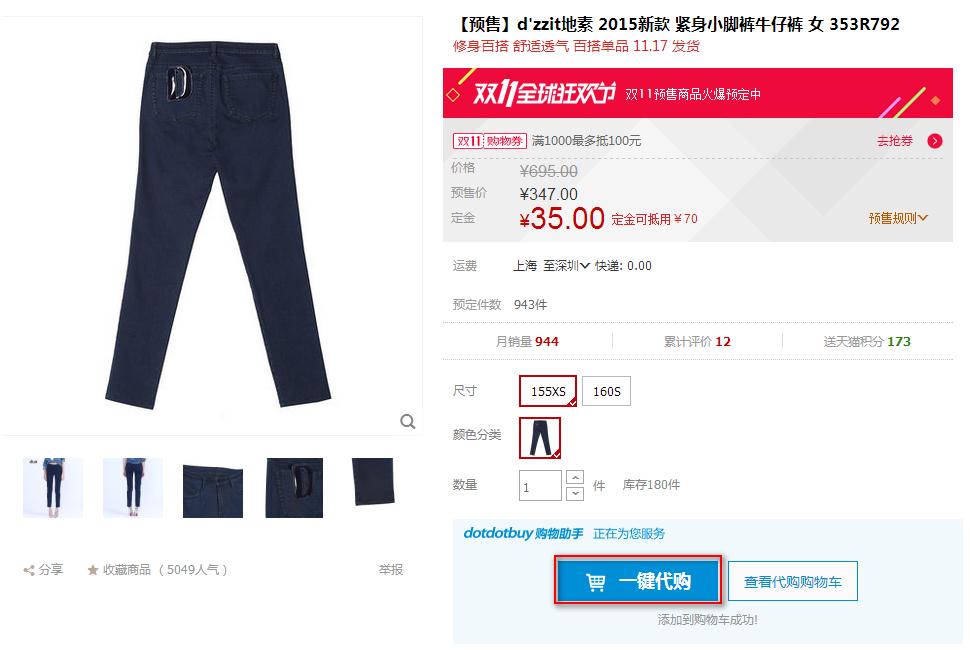 【预售】d'zzit地素 2015新款 紧身小脚裤牛仔裤 女 353R792
修身百搭 舒适透气 百搭单品 11.17 发货
双11全球狂欢节 双11预售商品火爆预定中
双11 购物券 满1000最多抵100元 去抢券
价格 ¥695.00
预售价 ¥347.00
定金 ¥35.00 定金可抵用￥70 预售规则
运费 上海 至深圳 快递: 0.00
预定件数 943件
月销量 944 累计评价 12 送天猫积分 173
尺寸 155XS 160S
颜色分类
数量 1 件 库存180件
dotdotbuy 购物助手 正在为您服务
一键代购 查看代购购物车
添加到购物车成功!
分享 收藏商品 ( 5049人气 ) 举报